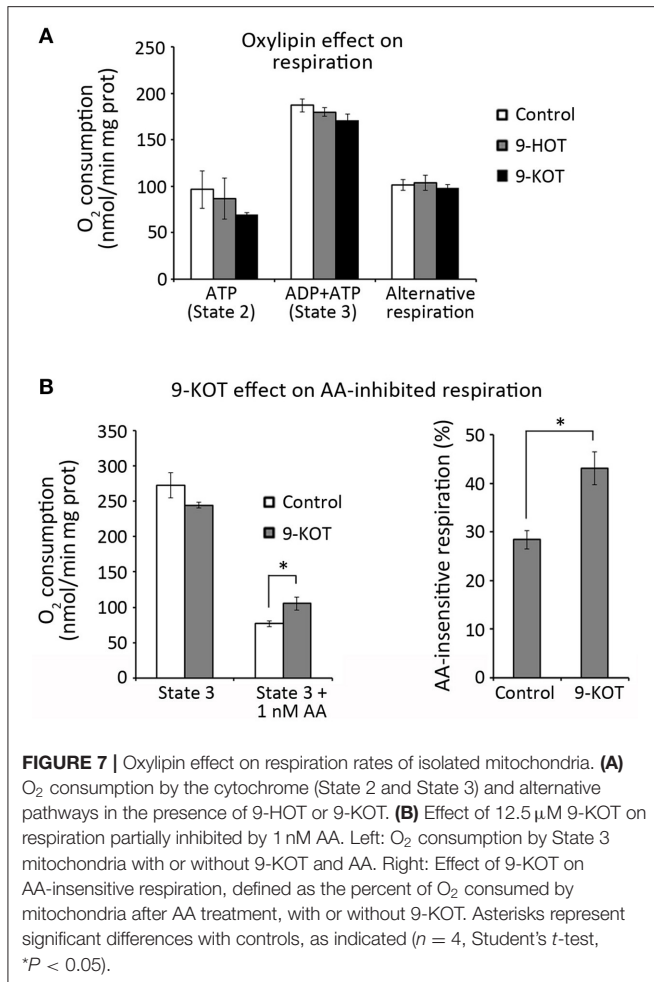 A
Oxylipin effect on
respiration
O2 consumption
(nmol/min mg prot)
250
200
150
100
50
0
Control
9-HOT
9-KOT
ATP
(State 2)
ADP+ATP
(State 3)
Alternative
respiration
B
9-KOT effect on AA-inhibited respiration
O2 consumption
(nmol/min mg prot)
350
300
250
200
150
100
50
0
Control
9-KOT
*
State 3
State 3 +
1 nM AA
AA-insensitive respiration (%)
50
40
30
20
10
0
*
Control
9-KOT
FIGURE 7 | Oxylipin effect on respiration rates of isolated mitochondria. (A)
O2 consumption by the cytochrome (State 2 and State 3) and alternative
pathways in the presence of 9-HOT or 9-KOT. (B) Effect of 12.5 μM 9-KOT on
respiration partially inhibited by 1 nM AA. Left: O2 consumption by State 3
mitochondria with or without 9-KOT and AA. Right: Effect of 9-KOT on
AA-insensitive respiration, defined as the percent of O2 consumed by
mitochondria after AA treatment, with or without 9-KOT. Asterisks represent
significant differences with controls, as indicated (n = 4, Student's t-test,
*P < 0.05).